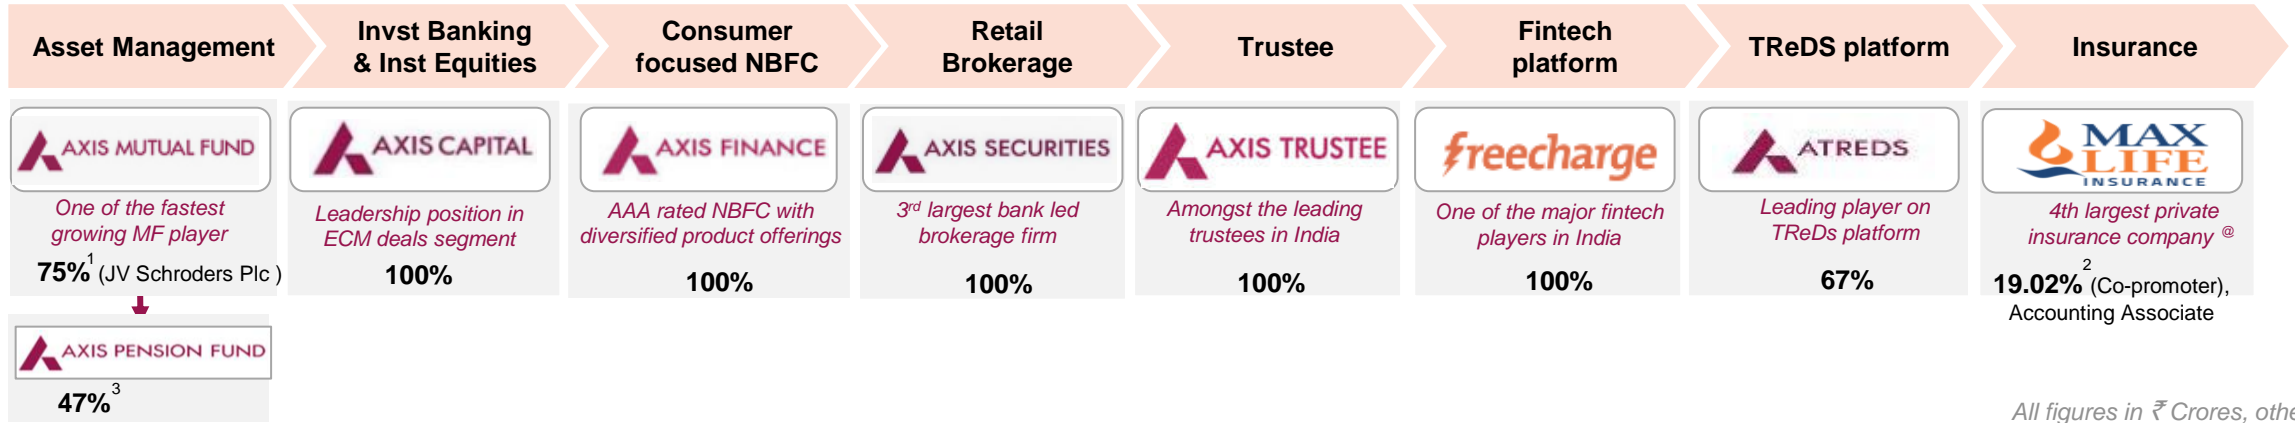 Asset Management
Invst Banking
& Inst Equities
Consumer
focused NBFC
Retail
Brokerage
Trustee
Fintech
platform
TReDS platform
Insurance
AXIS MUTUAL FUND
AXIS CAPITAL
AXIS FINANCE
AXIS SECURITIES
AXIS TRUSTEE
freecharge
ATREDS
MAX
LIFE
INSURANCE
One of the fastest
growing MF player
Leadership position in
ECM deals segment
AAA rated NBFC with
diversified product offerings
3rd largest bank led
brokerage firm
Amongst the leading
trustees in India
One of the major fintech
players in India
Leading player on
TReDs platform
4th largest private
insurance company @
75%1 (JV Schroders Plc )
100%
100%
100%
100%
100%
67%
19.02%2 (Co-promoter),
Accounting Associate
AXIS PENSION FUND
47%3
All figures in ₹ Crores, othe